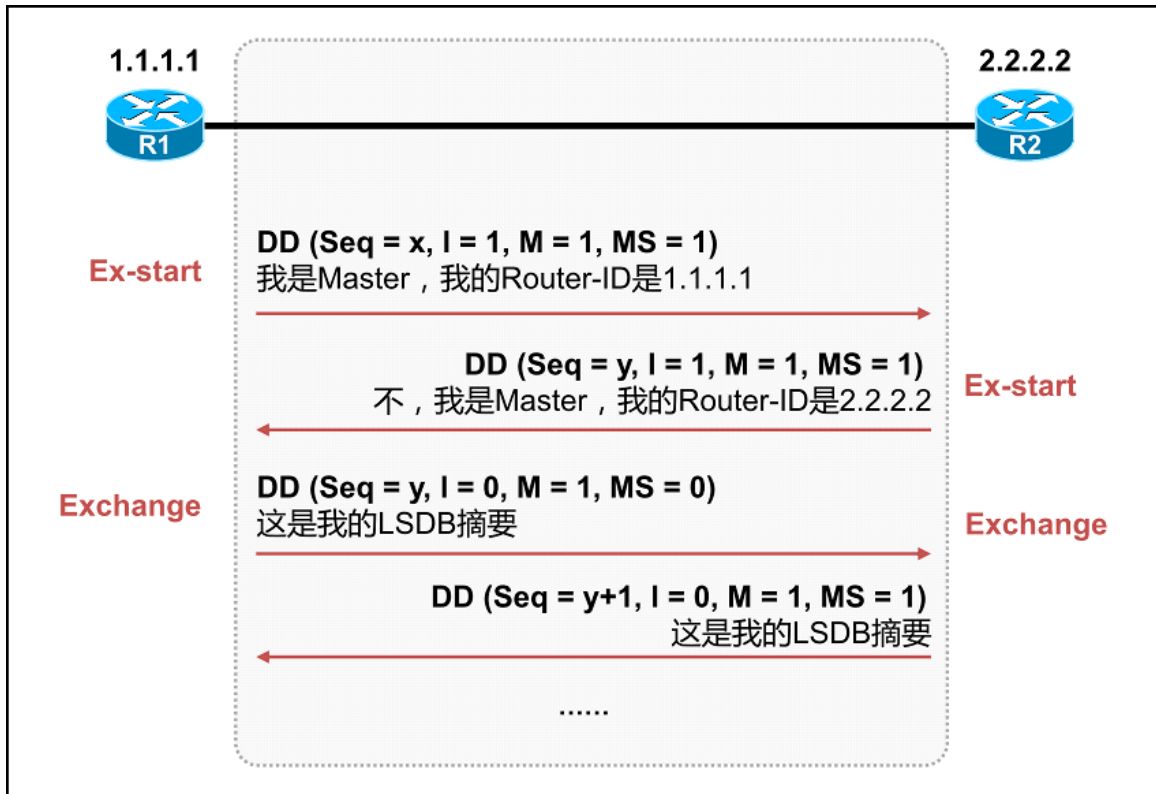 1.1.1.1
2.2.2.2
R1
R2
DD (Seq = x, I = 1, M = 1, MS = 1)
Ex-start
我是Master，我的Router-ID是1.1.1.1
DD (Seq = y, I = 1, M = 1, MS = 1)
Ex-start
不，我是Master，我的Router-ID是2.2.2.2
Exchange
DD (Seq = y, I = 0, M = 1, MS = 0)
这是我的LSDB摘要
Exchange
DD (Seq = y+1, I = 0, M = 1, MS = 1)
这是我的LSDB摘要
......